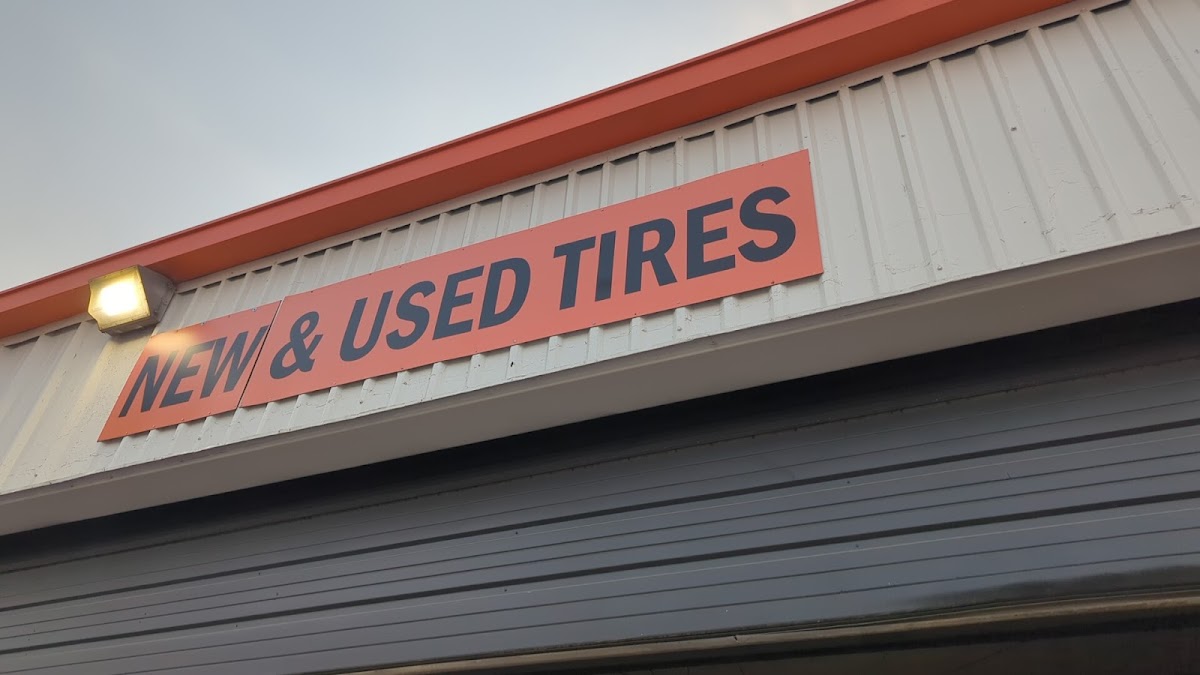 NEW & USED TIRES